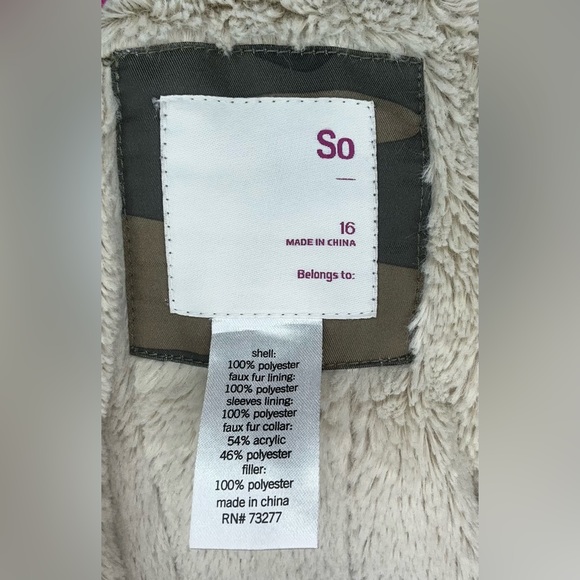 So
16
MADE IN CHINA
Belongs to:
shell:
100% polyester
faux fur lining:
100% polyester
sleeves lining:
100% polyester
faux fur collar:
54% acrylic
46% polyester
filler:
100% polyester
made in china
RN# 73277